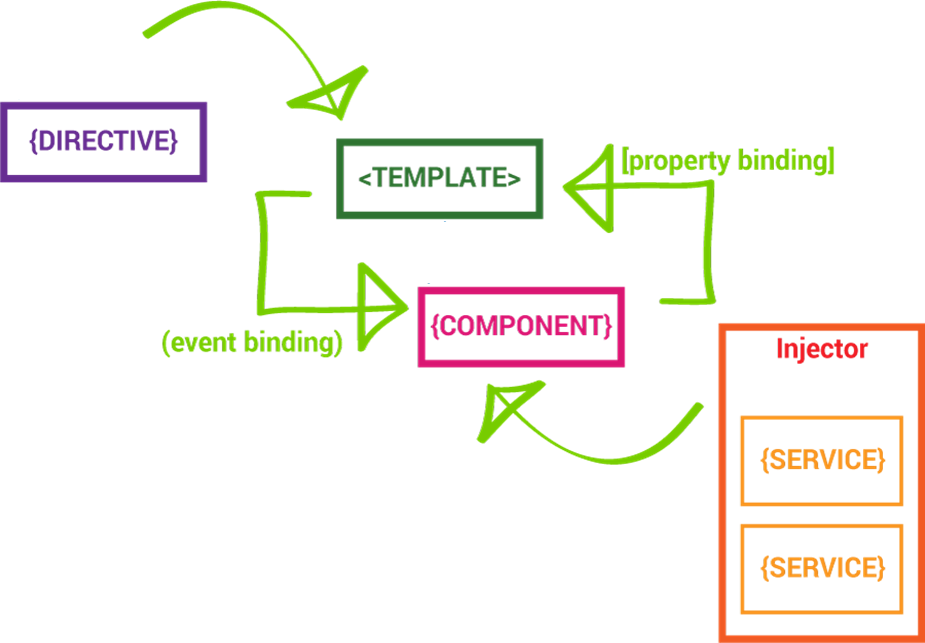 {DIRECTIVE}
<TEMPLATE>
[property binding]
(event binding)
{COMPONENT}
Injector
{SERVICE}
{SERVICE}